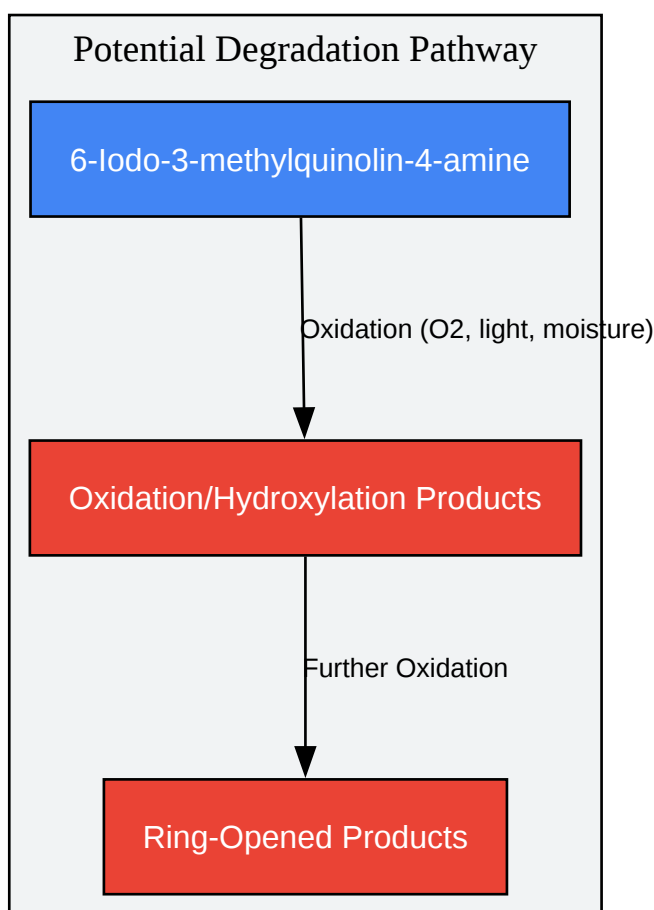 Potential Degradation Pathway
6-Iodo-3-methylquinolin-4-amine
Oxidation (O2, light, moisture)
Oxidation/Hydroxylation Products
Further Oxidation
Ring-Opened Products